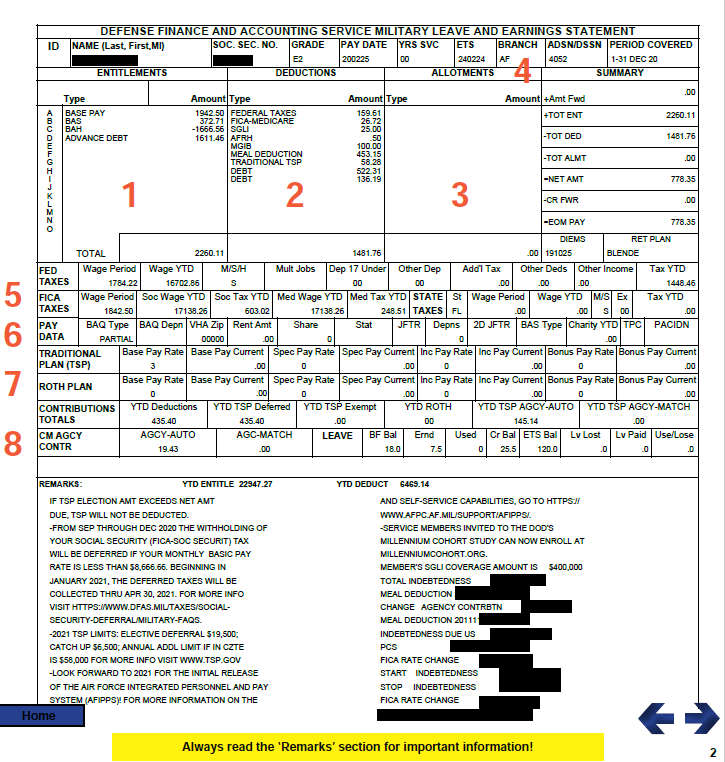 DEFENSE FINANCE AND ACCOUNTING SERVICE MILITARY LEAVE AND EARNINGS STATEMENT
ID NAME (Last, First,MI) SOC. SEC. NO. GRADE PAY DATE YRS SVC ETS BRANCH ADSN/DSSN PERIOD COVERED
E2 200225 00 240224 AF 4052 1-31 DEC 20
4
ENTITLEMENTS DEDUCTIONS ALLOTMENTS SUMMARY
Type Amount Type Amount Type Amount +Amt Fwd .00
A BASE PAY 1942.50 FEDERAL TAXES 159.61 +TOT ENT 2260.11
B BAS 372.71 FICA-MEDICARE 26.72
C BAH -1666.56 SGLI 25.00
D ADVANCE DEBT 1611.46 AFRH .50 -TOT DED 1481.76
E MGIB 100.00
F MEAL DEDUCTION 453.15
G TRADITIONAL TSP 58.28 -TOT ALMT .00
H DEBT 522.31
I DEBT 136.19 =NET AMT 778.35
J
K
L
M
N
O
1 2 3
-CR FWR .00
=EOM PAY 778.35
DIEMS RET PLAN
TOTAL 2260.11 1481.76 .00 191025 BLENDE
FED TAXES Wage Period Wage YTD M/S/H Mult Jobs Dep 17 Under Other Dep Add'l Tax Other Deds Other Income Tax YTD
1784.22 16702.86 S 00 00 .00 .00 .00 1448.46
5
FICA TAXES Wage Period Soc Wage YTD Soc Tax YTD Med Wage YTD Med Tax YTD STATE TAXES St Wage Period Wage YTD M/S Ex Tax YTD
1842.50 17138.26 603.02 17138.26 248.51 FL .00 .00 S 00 .00
6
PAY DATA BAQ Type BAQ Depn VHA Zip Rent Amt Share Stat JFTR Depns 2D JFTR BAS Type Charity YTD TPC PACIDN
PARTIAL 00000 .00 0 0 .00
TRADITIONAL PLAN (TSP) Base Pay Rate Base Pay Current Spec Pay Rate Spec Pay Current Inc Pay Rate Inc Pay Current Bonus Pay Rate Bonus Pay Current
3 .00 0 .00 0 .00 0 .00
7
ROTH PLAN Base Pay Rate Base Pay Current Spec Pay Rate Spec Pay Current Inc Pay Rate Inc Pay Current Bonus Pay Rate Bonus Pay Current
0 .00 0 .00 0 .00 0 .00
CONTRIBUTIONS TOTALS YTD Deductions YTD TSP Deferred YTD TSP Exempt YTD ROTH YTD TSP AGCY-AUTO YTD TSP AGCY-MATCH
435.40 435.40 .00 00 145.14 .00
8
CM AGCY CONTR AGCY-AUTO AGC-MATCH LEAVE BF Bal Ernd Used Cr Bal ETS Bal Lv Lost Lv Paid Use/Lose
19.43 .00 18.0 7.5 0 25.5 120.0 .0 .0 .0
REMARKS: YTD ENTITLE 22947.27 YTD DEDUCT 6469.14
IF TSP ELECTION AMT EXCEEDS NET AMT
DUE, TSP WILL NOT BE DEDUCTED.
-FROM SEP THROUGH DEC 2020 THE WITHHOLDING OF
YOUR SOCIAL SECURITY (FICA-SOC SECURIT) TAX
WILL BE DEFERRED IF YOUR MONTHLY BASIC PAY
RATE IS LESS THAN $8,666.66. BEGINNING IN
JANUARY 2021, THE DEFERRED TAXES WILL BE
COLLECTED THRU APR 30, 2021. FOR MORE INFO
VISIT HTTPS://WWW.DFAS.MIL/TAXES/SOCIAL-
SECURITY-DEFERRAL/MILITARY-FAQS.
-2021 TSP LIMITS: ELECTIVE DEFERRAL $19,500;
CATCH UP $6,500; ANNUAL ADDL LIMIT IF IN CZTE
IS $58,000 FOR MORE INFO VISIT WWW.TSP.GOV
-LOOK FORWARD TO 2021 FOR THE INITIAL RELEASE
OF THE AIR FORCE INTEGRATED PERSONNEL AND PAY
SYSTEM (AFIPPS)! FOR MORE INFORMATION ON THE
AND SELF-SERVICE CAPABILITIES, GO TO HTTPS://
WWW.AFPC.AF.MIL/SUPPORT/AFIPPS/.
-SERVICE MEMBERS INVITED TO THE DOD'S
MILLENNIUM COHORT STUDY CAN NOW ENROLL AT
MILLENNIUMCOHORT.ORG.
MEMBER'S SGLI COVERAGE AMOUNT IS $400,000
TOTAL INDEBTEDNESS
MEAL DEDUCTION
CHANGE AGENCY CONTRBTN
MEAL DEDUCTION 20111
INDEBTEDNESS DUE US
PCS
FICA RATE CHANGE
START INDEBTEDNESS
STOP INDEBTEDNESS
FICA RATE CHANGE
Home
Always read the 'Remarks' section for important information!
2